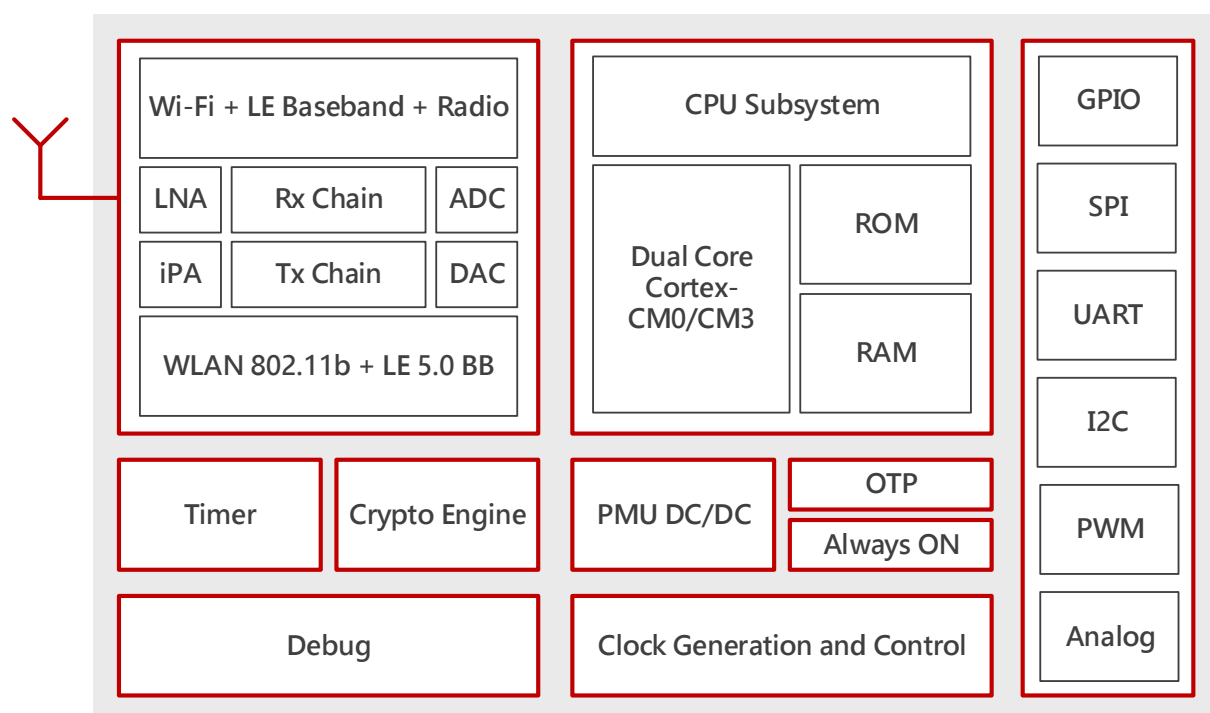 Wi-Fi + LE Baseband + Radio
LNA
Rx Chain
ADC
iPA
Tx Chain
DAC
WLAN 802.11b + LE 5.0 BB
CPU Subsystem
Dual Core
Cortex-
CM0/CM3
ROM
RAM
GPIO
SPI
UART
I2C
PWM
Analog
Timer
Crypto Engine
PMU DC/DC
OTP
Always ON
Debug
Clock Generation and Control